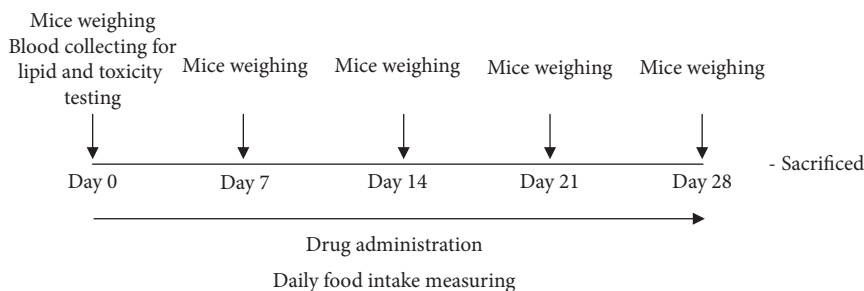 Mice weighing
Blood collecting for
lipid and toxicity
testing
Mice weighing
Mice weighing
Mice weighing
Mice weighing
Day 0
Day 7
Day 14
Day 21
Day 28
- Sacrificed
Drug administration
Daily food intake measuring